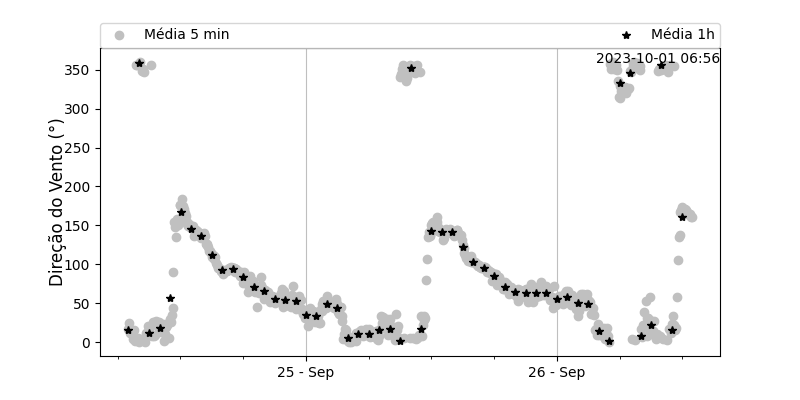 Média 5 min
Média 1h
2023-10-01 06:56
Direção do Vento (°)
350
300
250
200
150
100
50
0
25 - Sep
26 - Sep